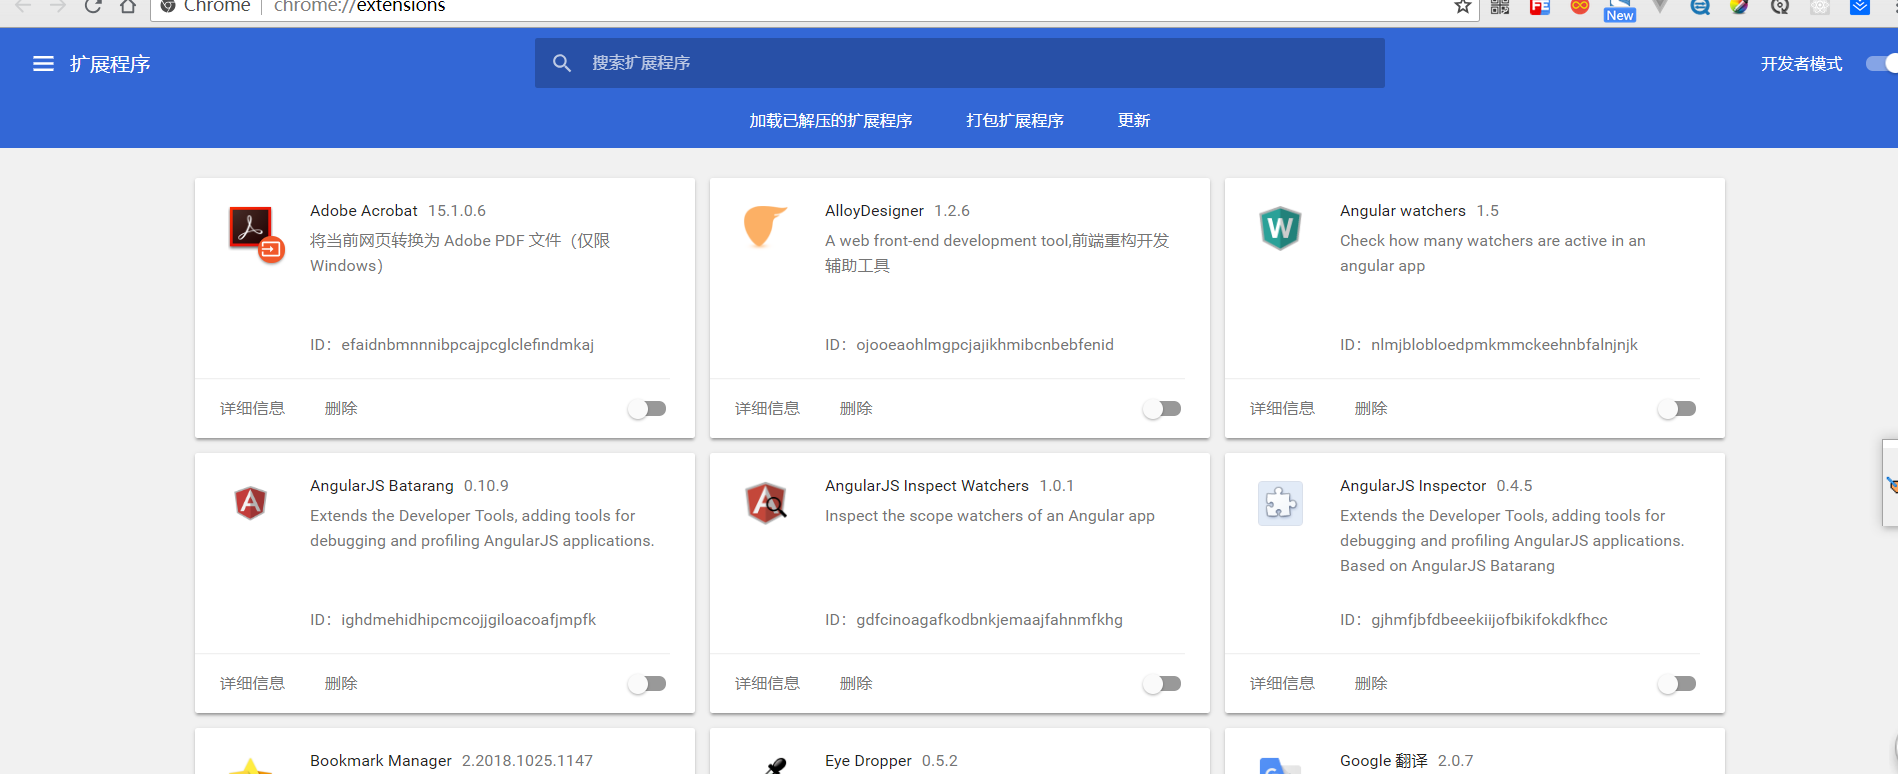 Chrome chrome://extensions
New
扩展程序
搜索扩展程序
开发者模式
加载已解压的扩展程序 打包扩展程序 更新
Adobe Acrobat 15.1.0.6
将当前网页转换为 Adobe PDF 文件（仅限
Windows）
ID：efaidnbmnnnibpcajpcglclefindmkaj
详细信息 删除
AlloyDesigner 1.2.6
A web front-end development tool,前端重构开发
辅助工具
ID：ojooeaohlmgpcjajikhmibcnbebfenid
详细信息 删除
Angular watchers 1.5
Check how many watchers are active in an
angular app
ID：nlmjblobloedpmkmmckeehnbfalnjnjk
详细信息 删除
AngularJS Batarang 0.10.9
Extends the Developer Tools, adding tools for
debugging and profiling AngularJS applications.
ID：ighdmehidhipcmcojjgiloacoafjmpfk
详细信息 删除
AngularJS Inspect Watchers 1.0.1
Inspect the scope watchers of an Angular app
ID：gdfcinoagafkodbnkjemaajfahnmfkhg
详细信息 删除
AngularJS Inspector 0.4.5
Extends the Developer Tools, adding tools for
debugging and profiling AngularJS applications.
Based on AngularJS Batarang
ID：gjhmfjbfdbeeekiijofbikifokdkfhcc
详细信息 删除
Bookmark Manager 2.2018.1025.1147
Eye Dropper 0.5.2
Google 翻译 2.0.7